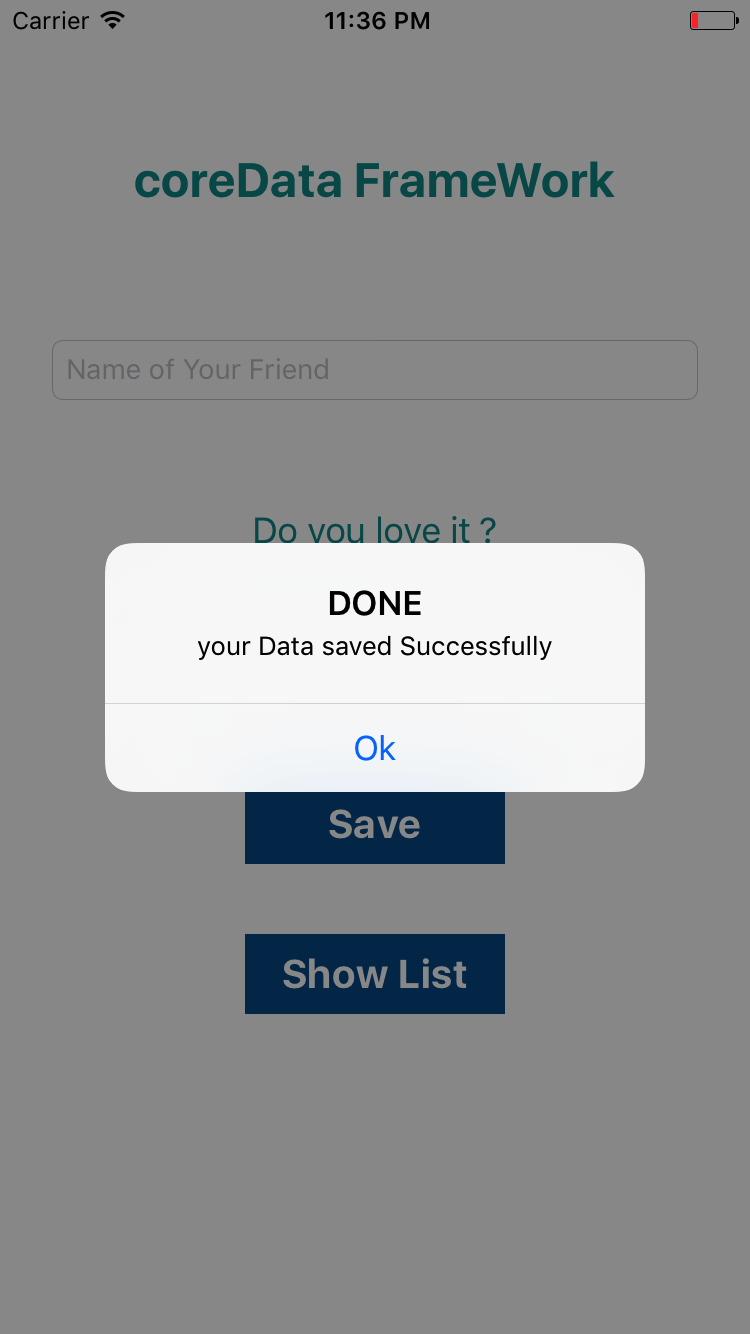 Carrier 11:36 PM
coreData FrameWork
Name of Your Friend
Do you love it ?
DONE
your Data saved Successfully
Ok
Save
Show List